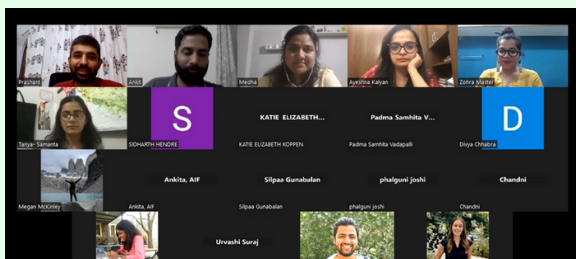 Prashant
Ankit
Medha
Ayeshna Kalyan
Zohra Master
Tanya- Samanta
S
SIDHARTH HENDRE
KATIE ELIZABETH...
KATIE ELIZABETH KOPPEN
Padma Samhita V...
Padma Samhita Vadapalli
D
Divya Chhabra
Megan McKinley
Ankita, AIF
Ankita, AIF
Silpaa Gunabalan
Silpaa Gunabalan
phalguni joshi
phalguni joshi
Chandni
Chandni
Urvashi Suraj